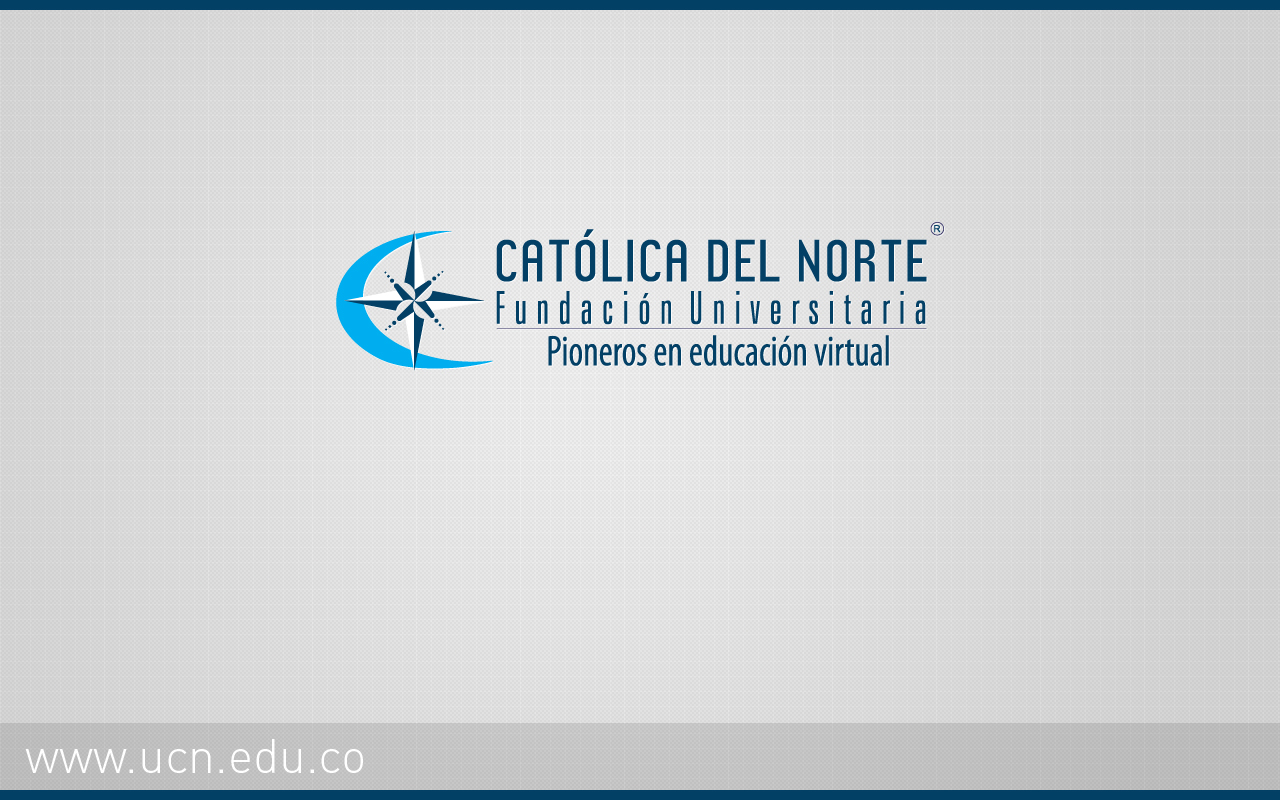 CATÓLICA DEL NORTE®
Fundación Universitaria
Pioneros en educación virtual
www.ucn.edu.co